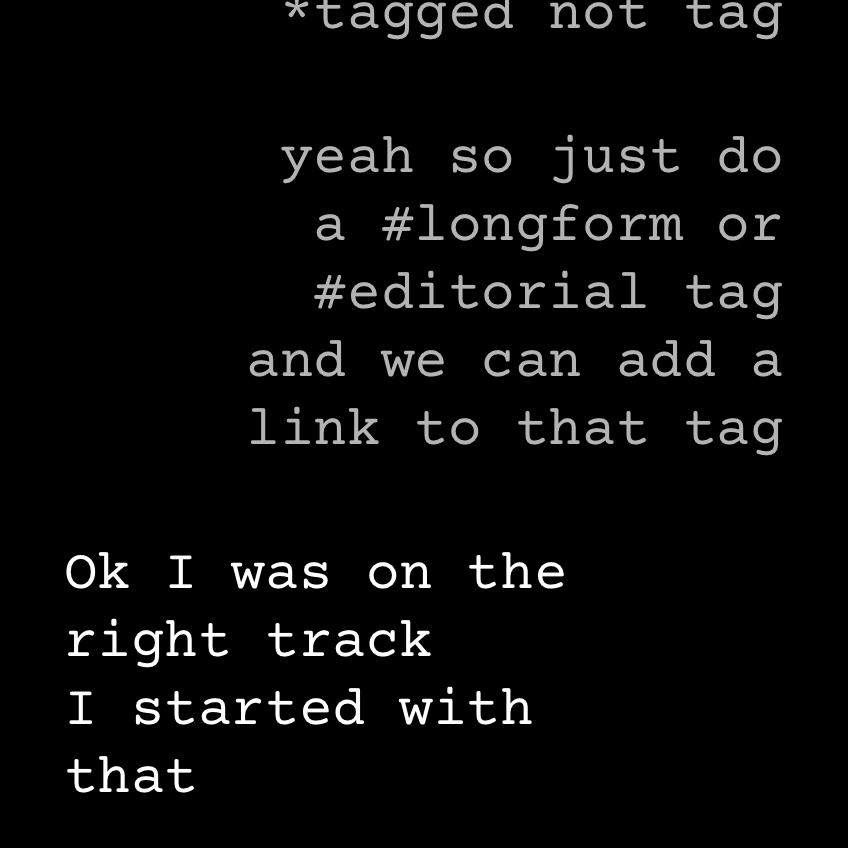 *tagged not tag
yeah so just do
a #longform or
#editorial tag
and we can add a
link to that tag
Ok I was on the
right track
I started with
that